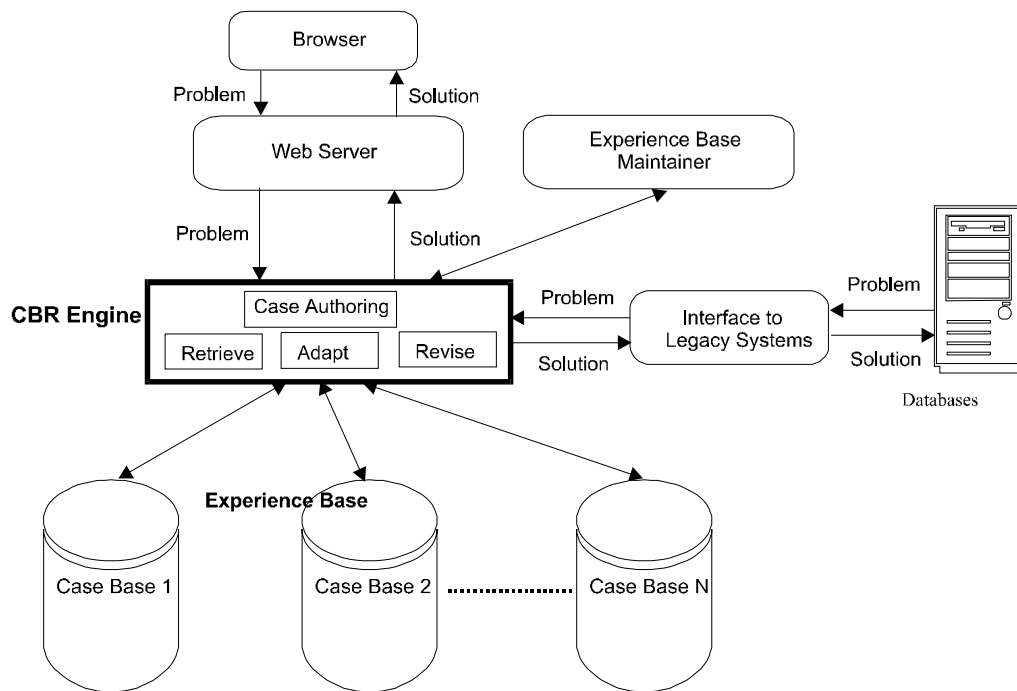 Browser
Problem
Solution
Web Server
Experience Base
Maintainer
Problem
Solution
CBR Engine
Case Authoring
Retrieve
Adapt
Revise
Problem
Solution
Interface to
Legacy Systems
Problem
Solution
Databases
Experience Base
Case Base 1
Case Base 2
Case Base N